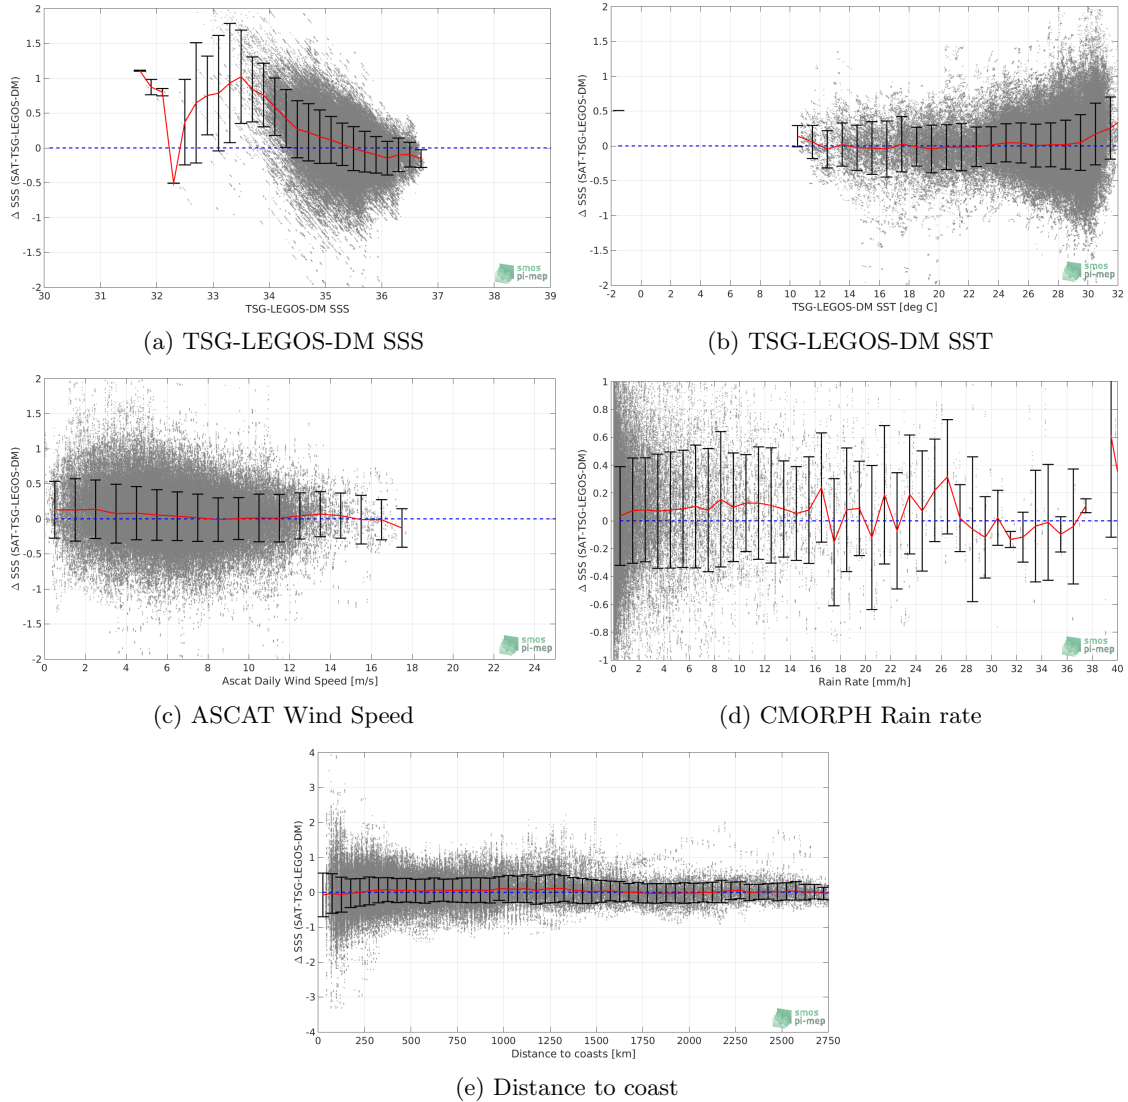 2
1.5
1
0.5
0
-0.5
-1
-1.5
-2
Δ SSS (SAT-TSG-LEGOS-DM)
30 31 32 33 34 35 36 37 38 39
TSG-LEGOS-DM SSS
smos
pi-mep
(a) TSG-LEGOS-DM SSS
2
1.5
1
0.5
0
-0.5
-1
-1.5
-2
Δ SSS (SAT-TSG-LEGOS-DM)
-2 0 2 4 6 8 10 12 14 16 18 20 22 24 26 28 30 32
TSG-LEGOS-DM SST [deg C]
smos
pi-mep
(b) TSG-LEGOS-DM SST
2
1.5
1
0.5
0
-0.5
-1
-1.5
-2
Δ SSS (SAT-TSG-LEGOS-DM)
0 2 4 6 8 10 12 14 16 18 20 22 24
Ascat Daily Wind Speed [m/s]
smos
pi-mep
(c) ASCAT Wind Speed
1
0.8
0.6
0.4
0.2
0
-0.2
-0.4
-0.6
-0.8
-1
Δ SSS (SAT-TSG-LEGOS-DM)
0 2 4 6 8 10 12 14 16 18 20 22 24 26 28 30 32 34 36 38 40
Rain Rate [mm/h]
smos
pi-mep
(d) CMORPH Rain rate
4
3
2
1
0
-1
-2
-3
-4
Δ SSS (SAT-TSG-LEGOS-DM)
0 250 500 750 1000 1250 1500 1750 2000 2250 2500 2750
Distance to coasts [km]
smos
pi-mep
(e) Distance to coast